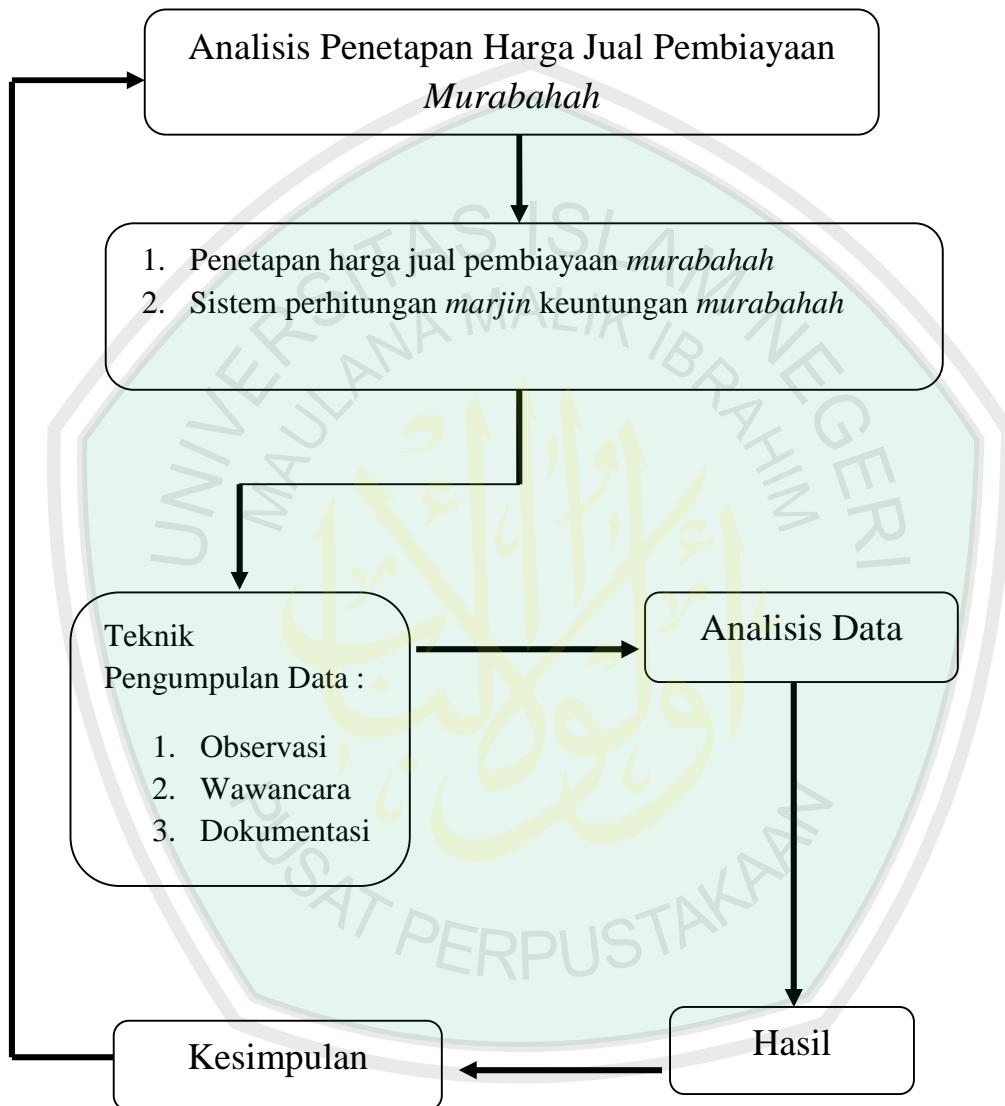 Analisis Penetapan Harga Jual Pembiayaan
Murabahah
1. Penetapan harga jual pembiayaan murabahah
2. Sistem perhitungan marjin keuntungan murabahah
Teknik
Pengumpulan Data :
1. Observasi
2. Wawancara
3. Dokumentasi
Analisis Data
Hasil
Kesimpulan
UNIVERSITAS ISLAM NEGERI
MAULANA MALIK IBRAHIM
PUSAT PERPUSTAKAAN